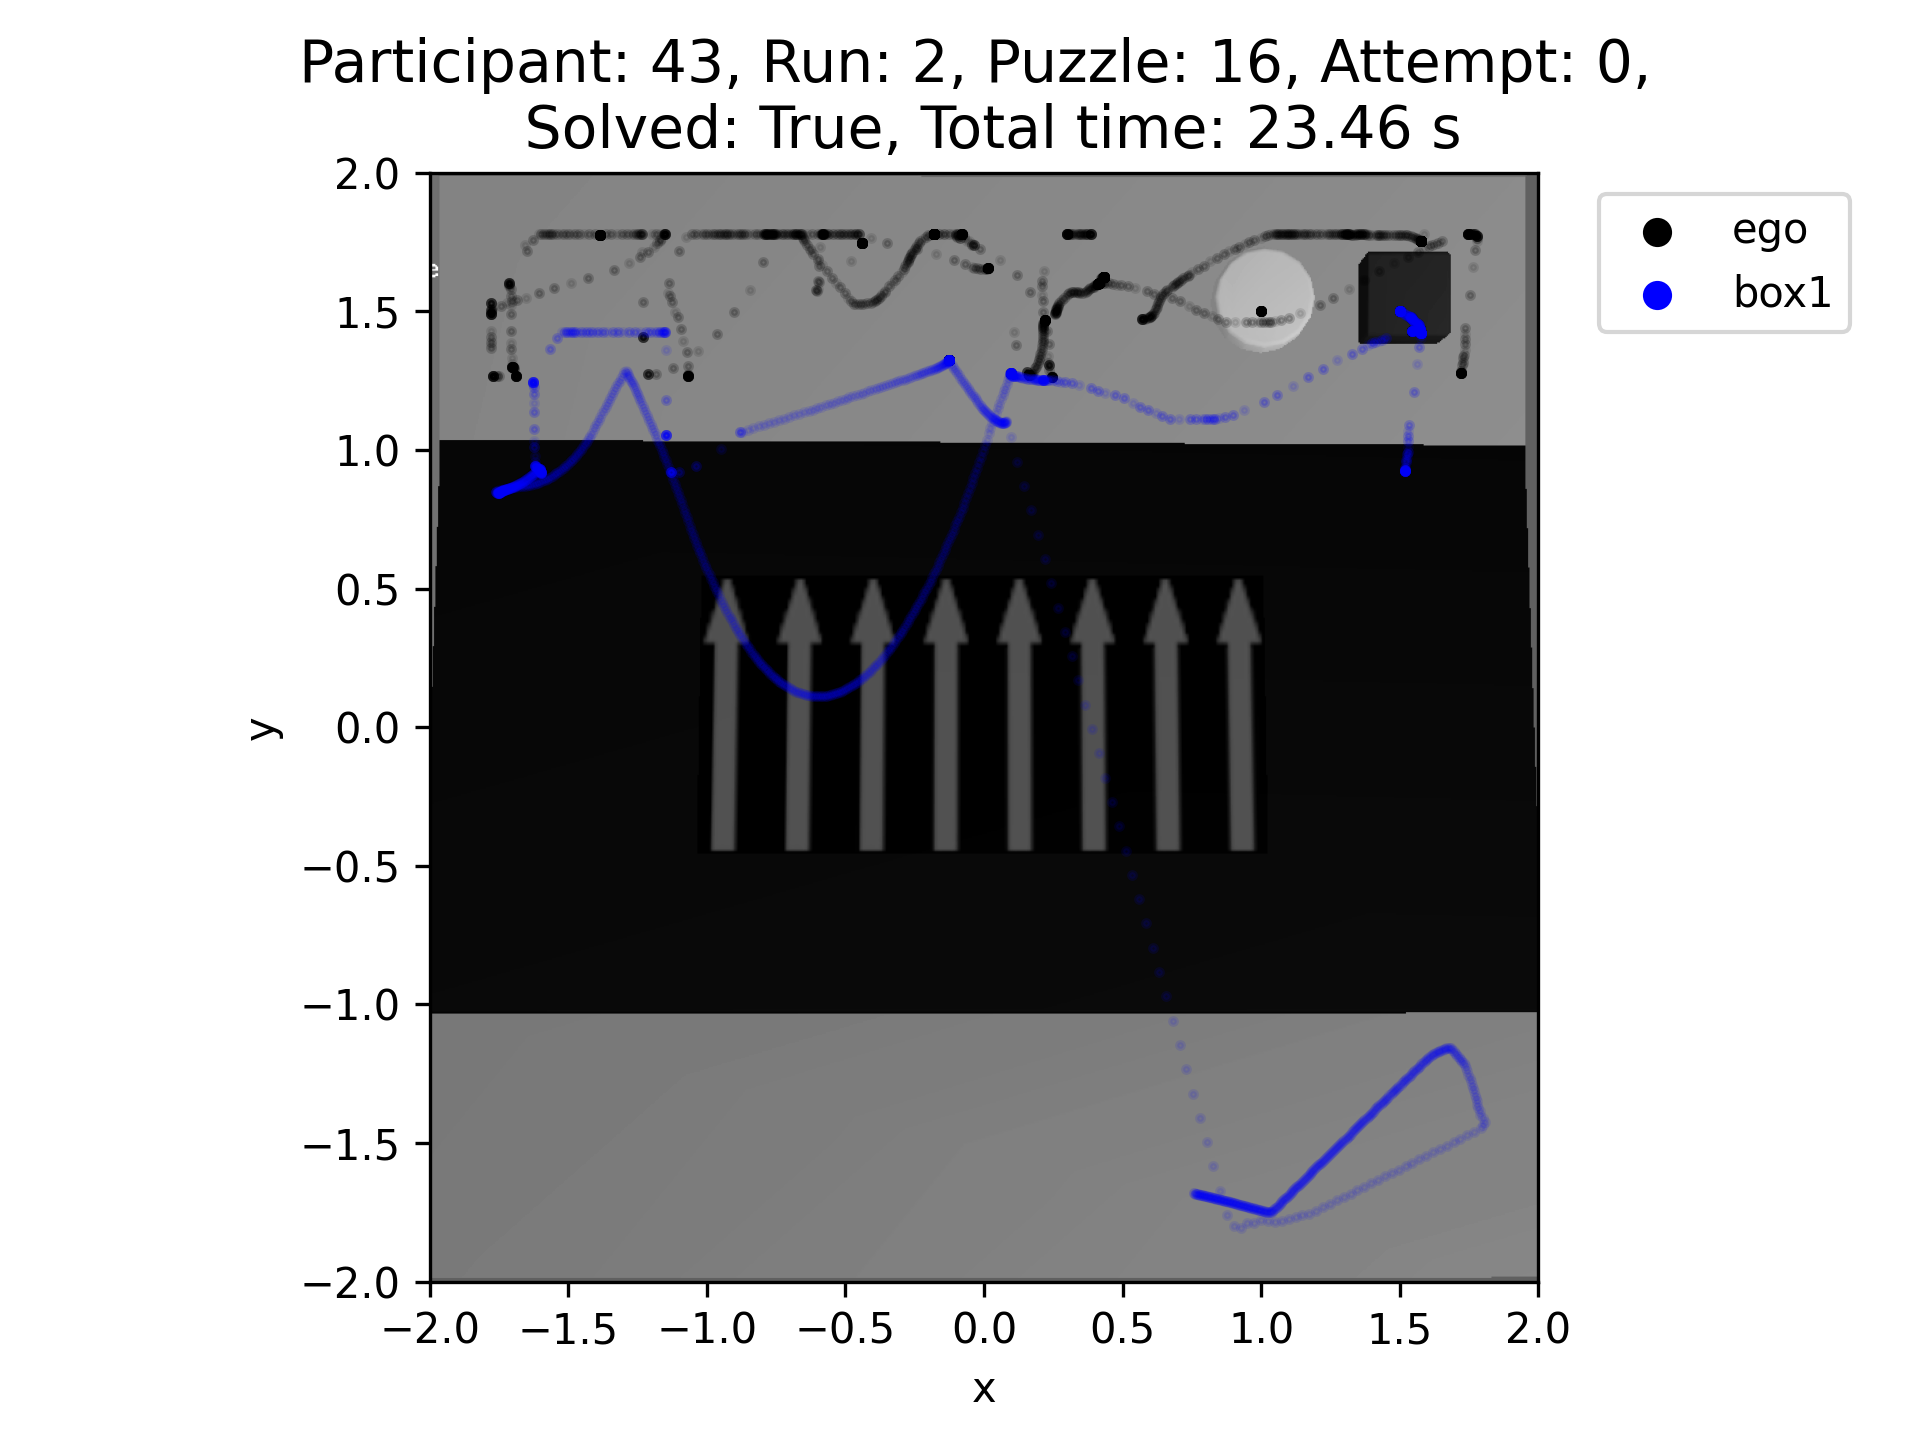 Participant: 43, Run: 2, Puzzle: 16, Attempt: 0,
Solved: True, Total time: 23.46 s
ego
box1
2.0
1.5
1.0
0.5
0.0
−0.5
−1.0
−1.5
−2.0
y
−2.0 −1.5 −1.0 −0.5 0.0 0.5 1.0 1.5 2.0
x